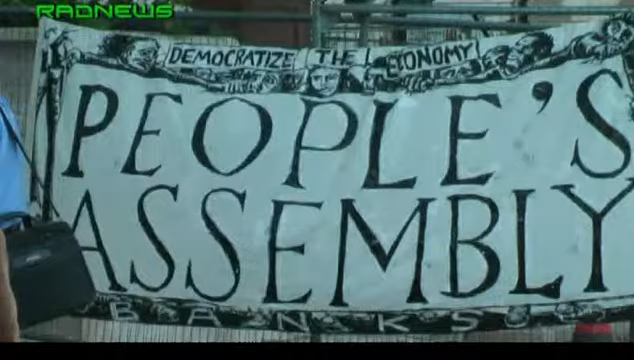 RADNEWS
DEMOCRATIZE THE ECONOMY
PEOPLE'S
ASSEMBLY
BANKS